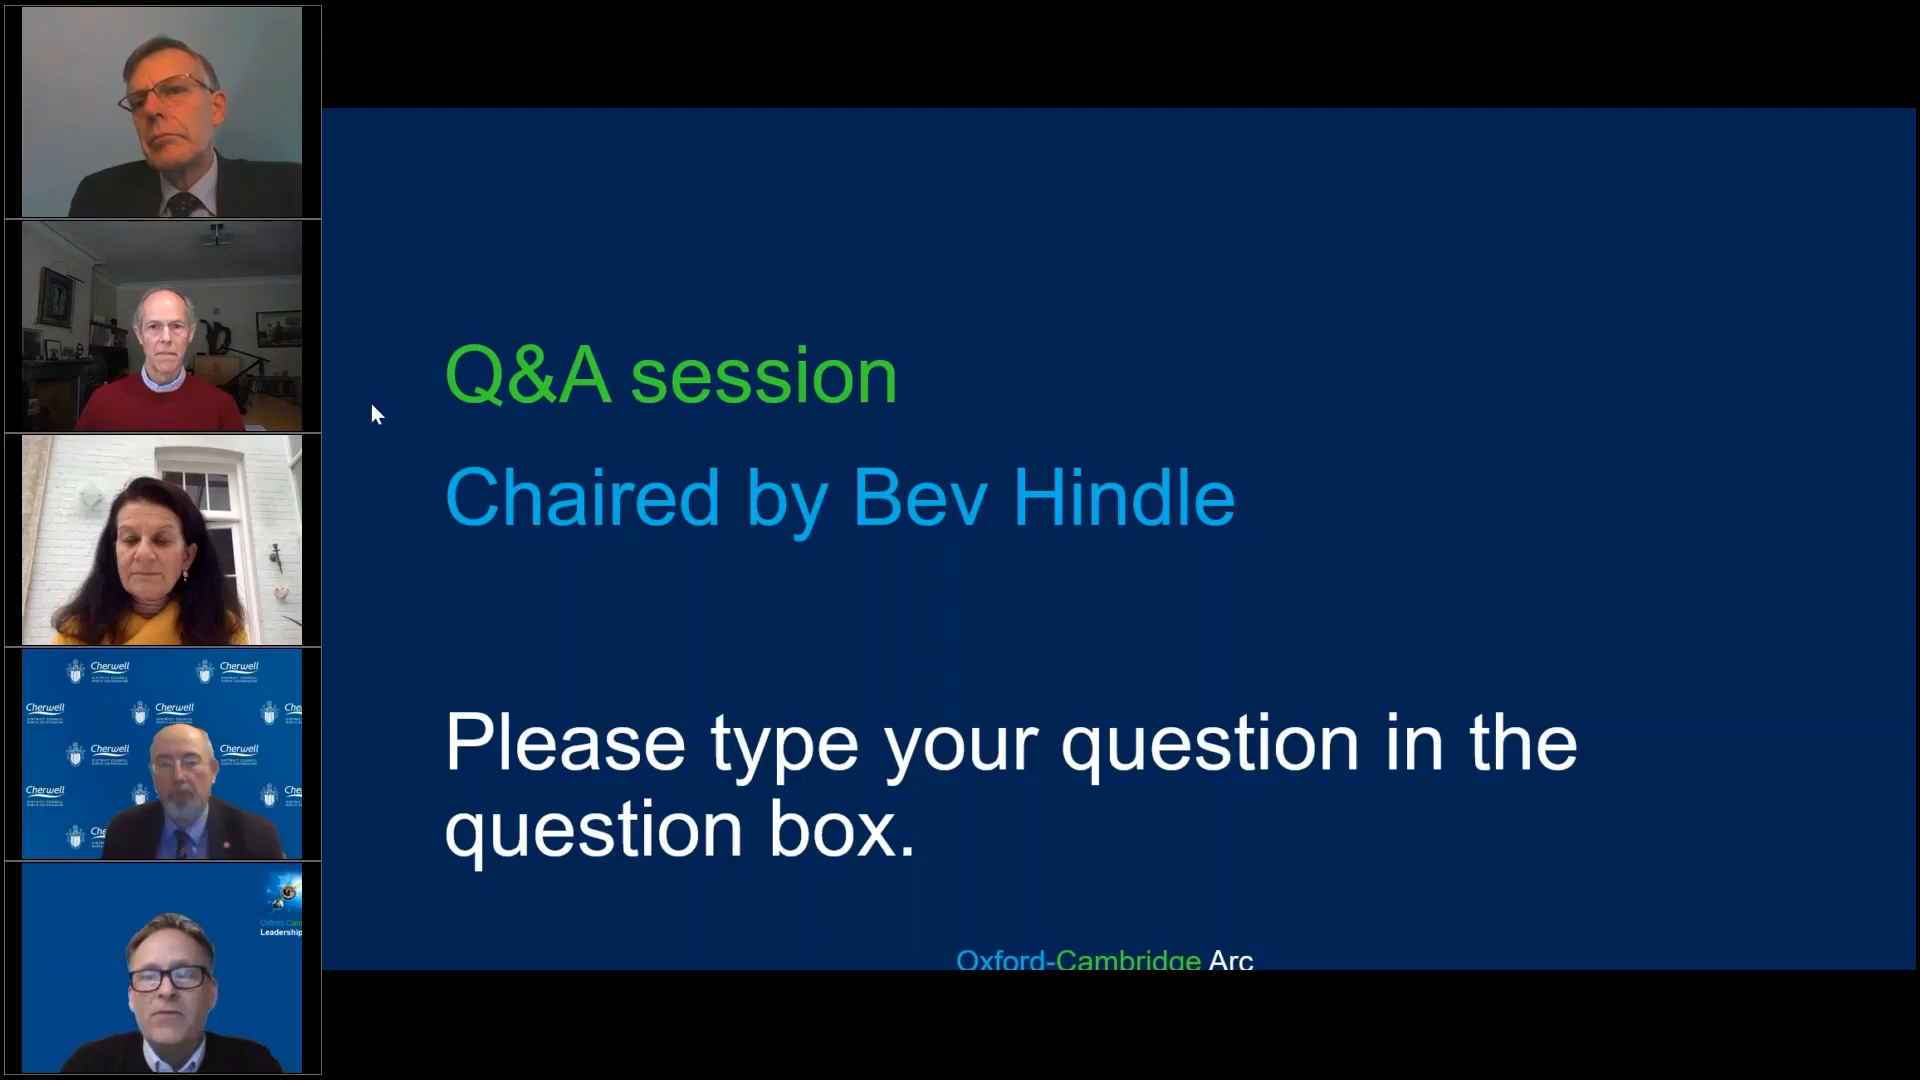 Q&A session
Chaired by Bev Hindle
Please type your question in the
question box.
Oxford-Cambridge Arc
Cherwell
Cherwell
Cherwell
Cherwell
Cherwell
Cherwell
Cherwell
Leadership